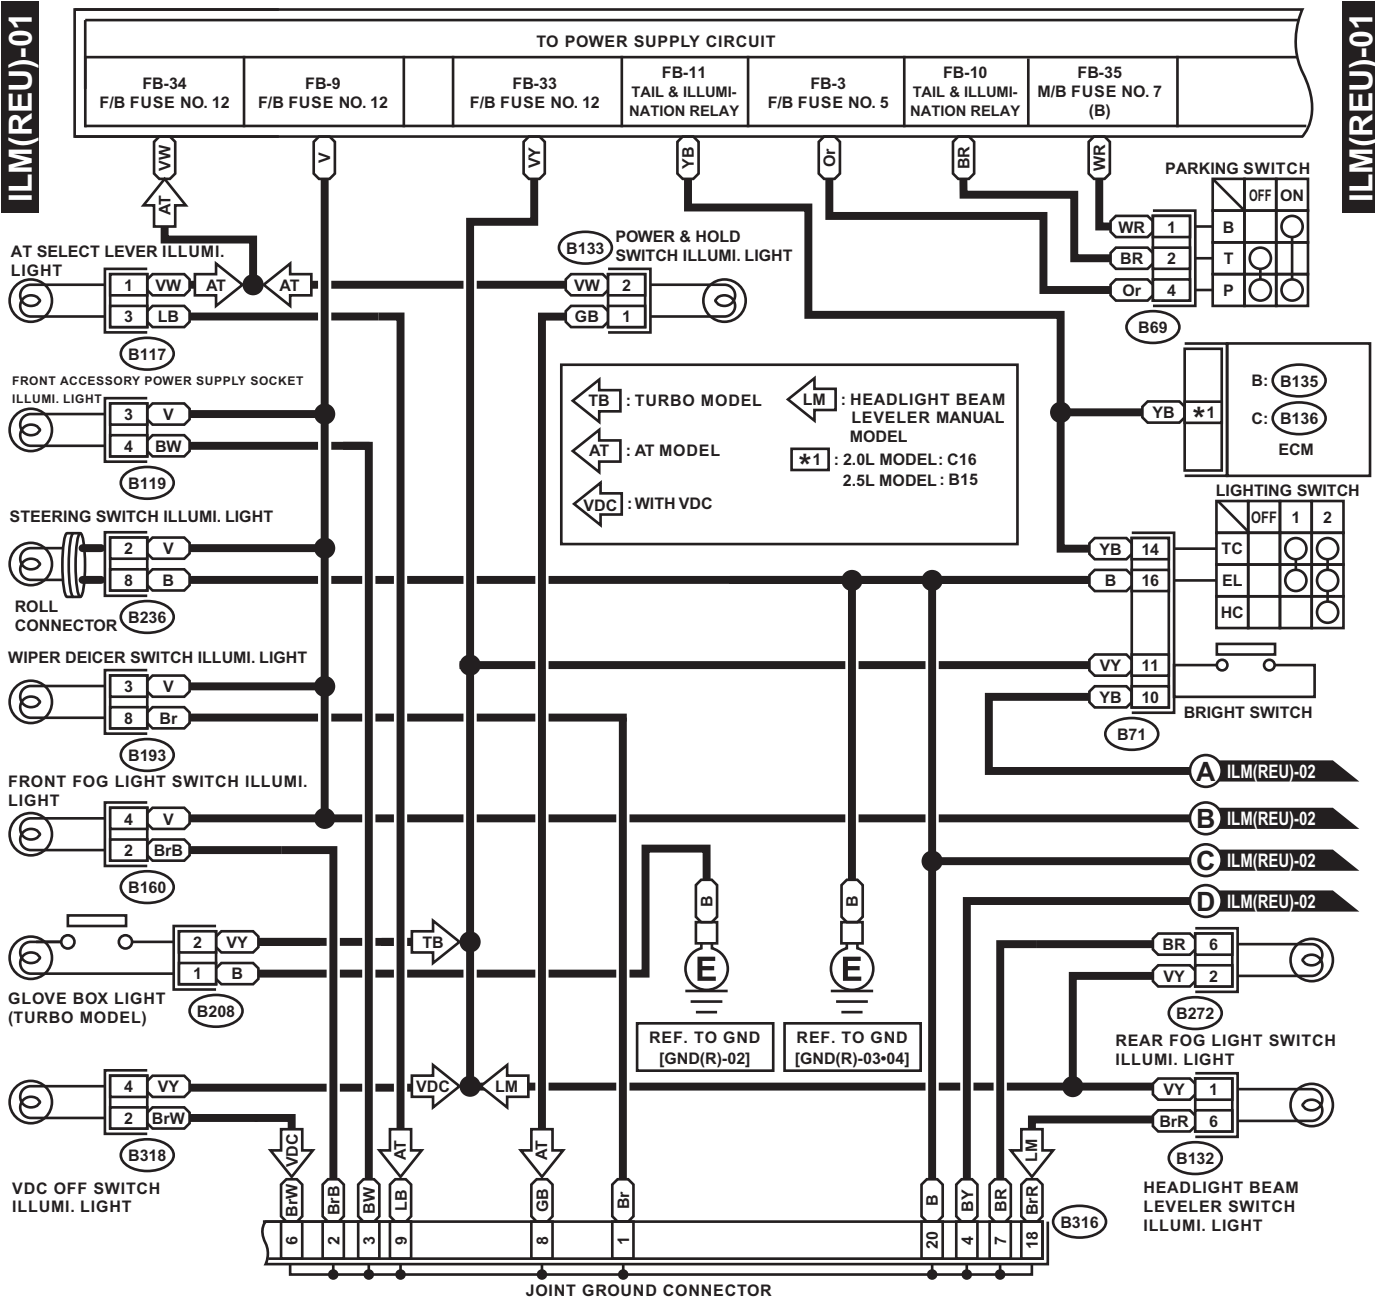 ILM(REU)-01
ILM(REU)-01
TO POWER SUPPLY CIRCUIT
FB-34
F/B FUSE NO. 12
FB-9
F/B FUSE NO. 12
FB-33
F/B FUSE NO. 12
FB-11
TAIL & ILLUMI-
NATION RELAY
FB-3
F/B FUSE NO. 5
FB-10
TAIL & ILLUMI-
NATION RELAY
FB-35
M/B FUSE NO. 7
(B)
VW
V
VY
YB
Or
BR
WR
AT
PARKING SWITCH
OFF ON
WR 1 B
BR 2 T
Or 4 P
B69
AT SELECT LEVER ILLUMI.
LIGHT
1 VW AT AT
3 LB
B117
B133
POWER & HOLD
SWITCH ILLUMI. LIGHT
VW 2
GB 1
FRONT ACCESSORY POWER SUPPLY SOCKET
ILLUMI. LIGHT
3 V
4 BW
B119
TB : TURBO MODEL
AT : AT MODEL
VDC : WITH VDC
LM : HEADLIGHT BEAM
LEVELER MANUAL
MODEL
*1 : 2.0L MODEL: C16
2.5L MODEL : B15
YB *1
B: B135
C: B136
ECM
STEERING SWITCH ILLUMI. LIGHT
2 V
8 B
ROLL
CONNECTOR
B236
LIGHTING SWITCH
OFF 1 2
YB 14 TC
B 16 EL
HC
VY 11
YB 10
B71
BRIGHT SWITCH
WIPER DEICER SWITCH ILLUMI. LIGHT
3 V
8 Br
B193
FRONT FOG LIGHT SWITCH ILLUMI.
LIGHT
4 V
2 BrB
B160
A ILM(REU)-02
B ILM(REU)-02
C ILM(REU)-02
D ILM(REU)-02
2 VY TB
1 B
GLOVE BOX LIGHT
(TURBO MODEL)
B208
B
E
REF. TO GND
[GND(R)-02]
B
E
REF. TO GND
[GND(R)-03•04]
BR 6
VY 2
B272
REAR FOG LIGHT SWITCH
ILLUMI. LIGHT
4 VY VDC LM
2 BrW
B318
VDC OFF SWITCH
ILLUMI. LIGHT
VY 1
BrR 6
B132
HEADLIGHT BEAM
LEVELER SWITCH
ILLUMI. LIGHT
VDC
AT
AT
LM
BrW
BrB
BW
LB
GB
Br
B
BY
BR
BrR
B316
6
2
3
9
8
1
20
4
7
18
JOINT GROUND CONNECTOR